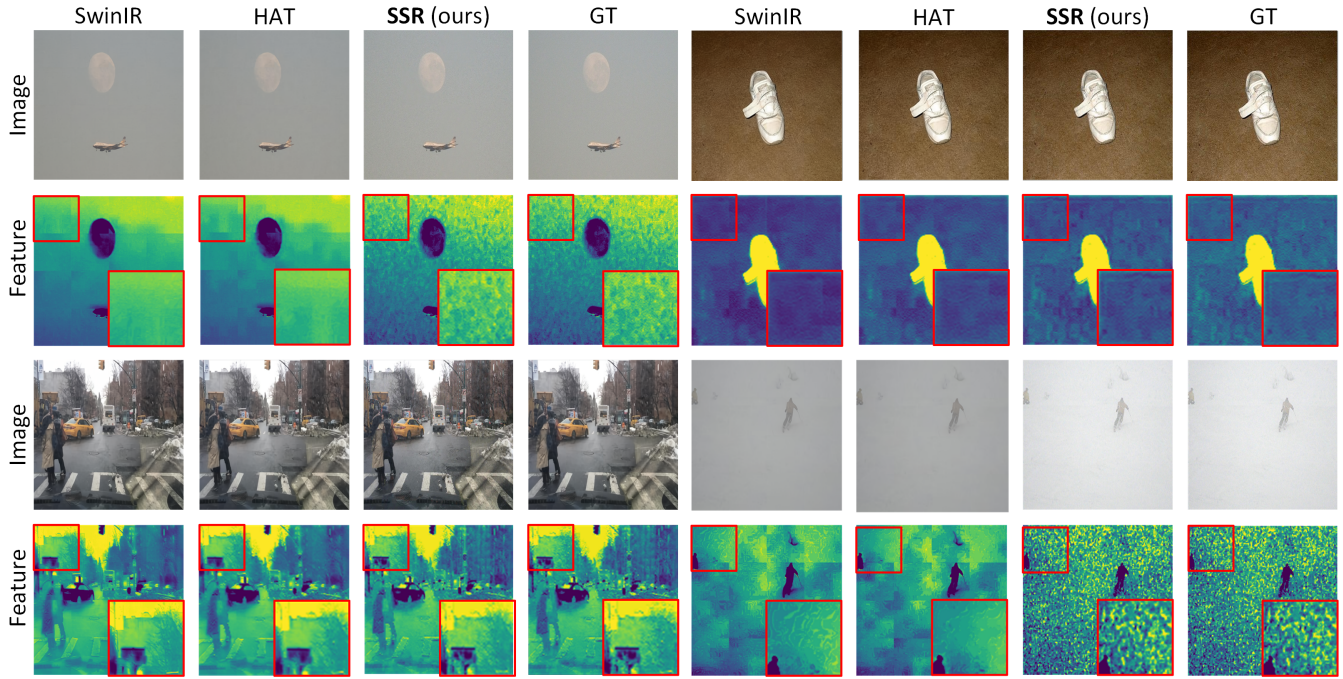 SwinIR HAT SSR (ours) GT SwinIR HAT SSR (ours) GT
Image
Feature
Image
Feature